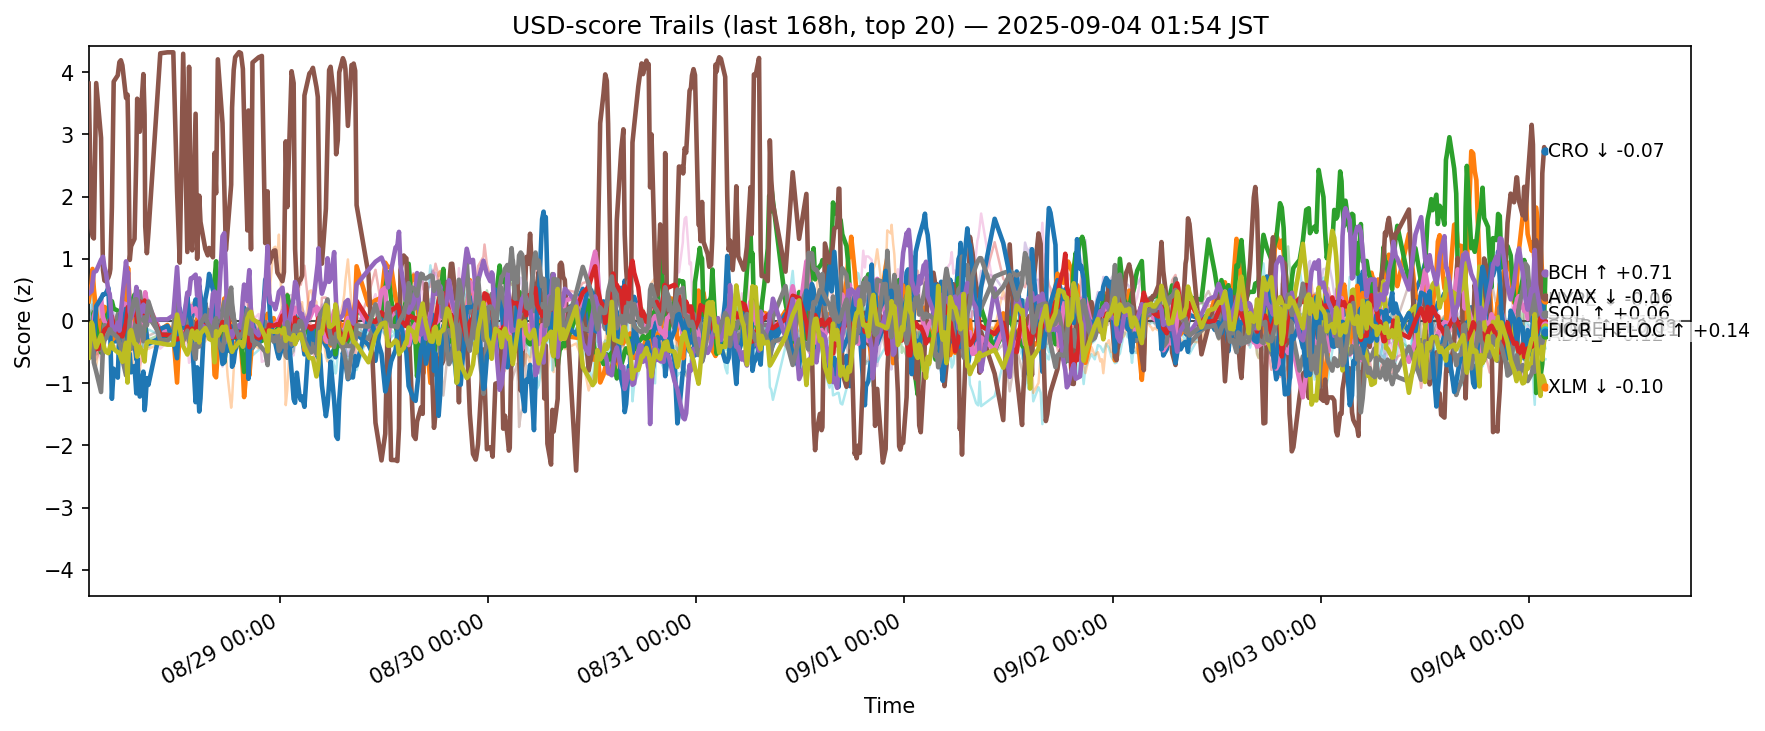 USD-score Trails (last 168h, top 20) — 2025-09-04 01:54 JST
Score (z)
4
3
2
1
0
−1
−2
−3
−4
CRO ↓ -0.07
BCH ↑ +0.71
AVAX ↓ -0.16
SOL ↑ +0.06
FIGR_HELOC ↑ +0.14
XLM ↓ -0.10
08/29 00:00
08/30 00:00
08/31 00:00
09/01 00:00
09/02 00:00
09/03 00:00
09/04 00:00
Time